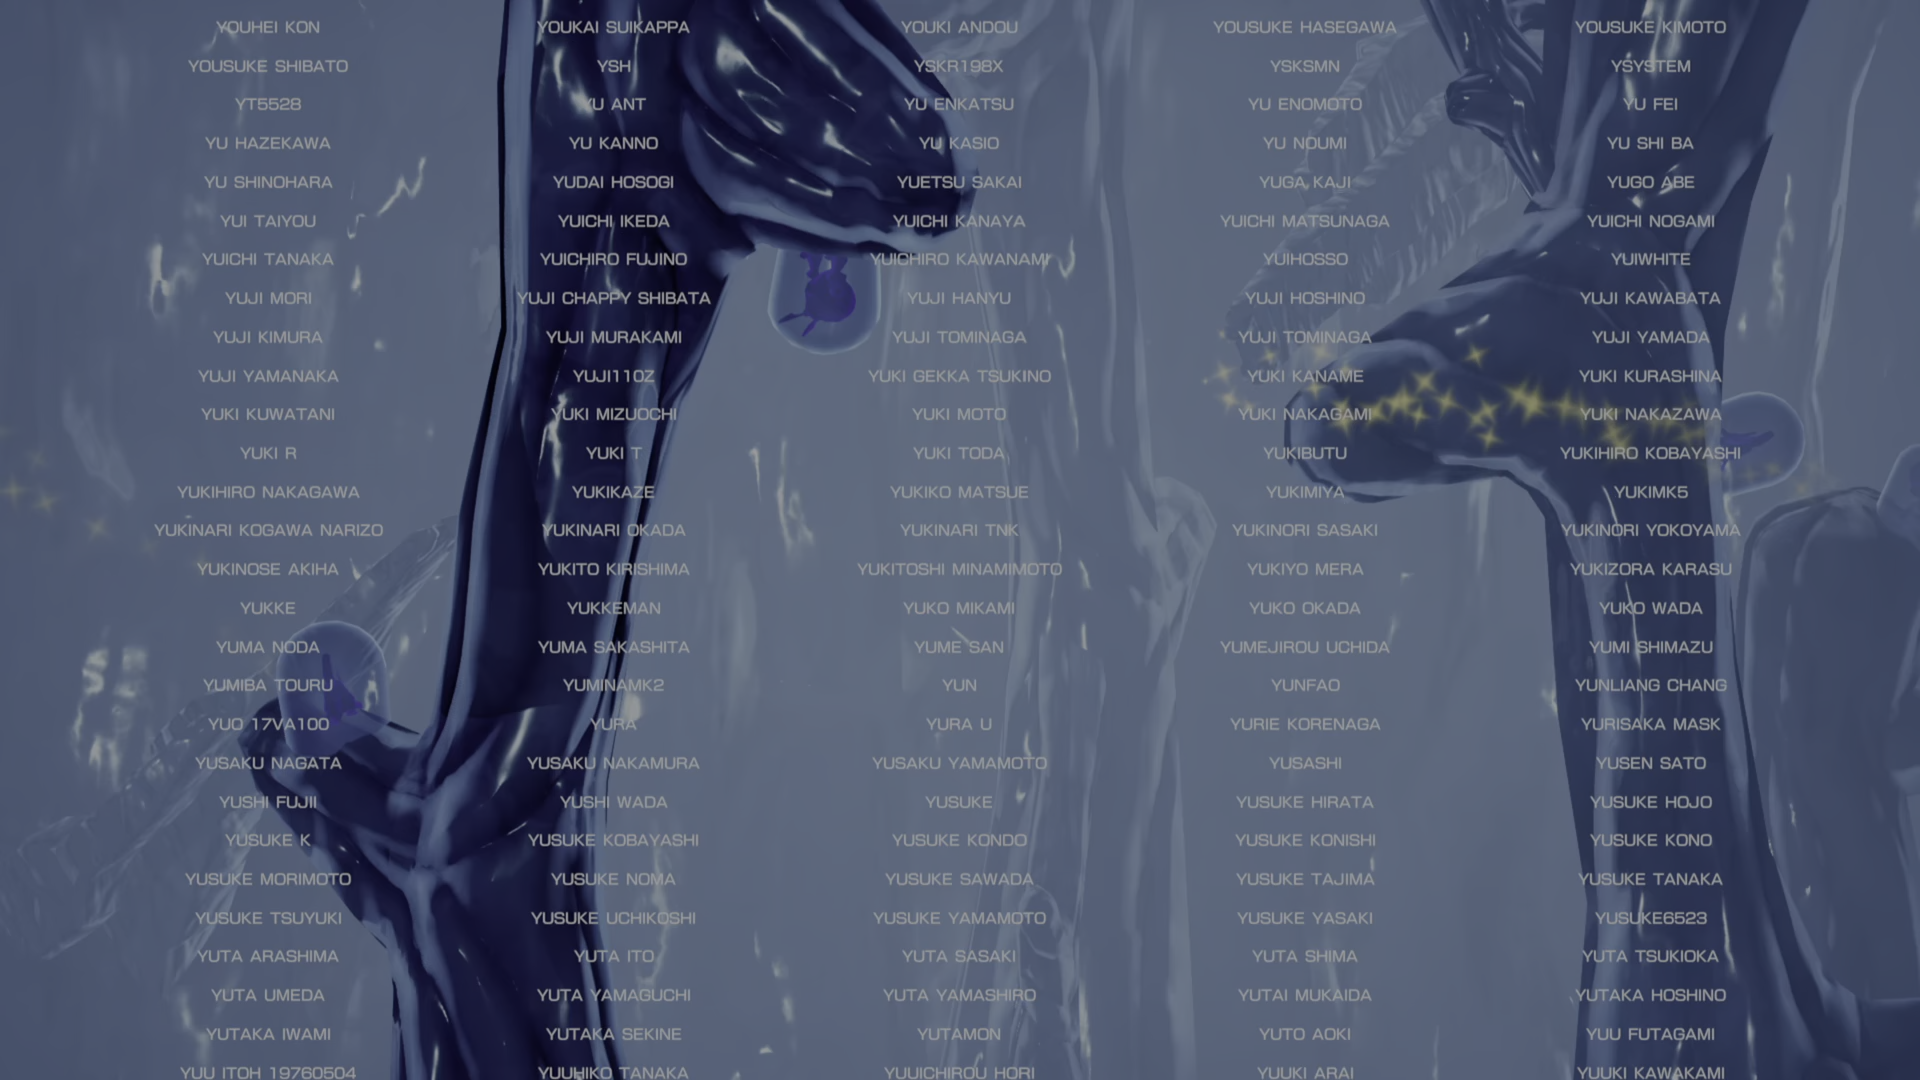 YOUHEI KON YOUKAI SUIKAPPA YOUKI ANDOU YOUSUKE HASEGAWA YOUSUKE KIMOTO
YOUSUKE SHIBATO YSH YSKR198X YSKSMN YSYSTEM
YT5528 YU ANT YU ENKATSU YU ENOMOTO YU FEI
YU HAZEKAWA YU KANNO YU KASIO YU NOUMI YU SHI BA
YU SHINOHARA YUDAI HOSOGI YUETSU SAKAI YUGA KAJI YUGO ABE
YUI TAIYOU YUICHI IKEDA YUICHI KANAYA YUICHI MATSUNAGA YUICHI NOGAMI
YUICHI TANAKA YUICHIRO FUJINO YUICHIRO KAWANAMI YUIHOSSO YUIWHITE
YUJI MORI YUJI CHAPPY SHIBATA YUJI HANYU YUJI HOSHINO YUJI KAWABATA
YUJI KIMURA YUJI MURAKAMI YUJI TOMINAGA YUJI TOMINAGA YUJI YAMADA
YUJI YAMANAKA YUJI110Z YUKI GEKKA TSUKINO YUKI KANAME YUKI KURASHINA
YUKI KUWATANI YUKI MIZUOCHI YUKI MOTO YUKI NAKAGAMI YUKI NAKAZAWA
YUKI R YUKI T YUKI TODA YUKIBUTU YUKIHIRO KOBAYASHI
YUKIHIRO NAKAGAWA YUKIKAZE YUKIKO MATSUE YUKIMIYA YUKIMK5
YUKINARI KOGAWA NARIZO YUKINARI OKADA YUKINARI TNK YUKINORI SASAKI YUKINORI YOKOYAMA
YUKINOSE AKIHA YUKITO KIRISHIMA YUKITOSHI MINAMIMOTO YUKIYO MERA YUKIZORA KARASU
YUKKE YUKKEMAN YUKO MIKAMI YUKO OKADA YUKO WADA
YUMA NODA YUMA SAKASHITA YUME SAN YUMEJIROU UCHIDA YUMI SHIMAZU
YUMIBA TOURU YUMINAMK2 YUN YUNFAO YUNLIANG CHANG
YUO 17VA100 YURA YURA U YURIE KORENAGA YURISAKA MASK
YUSAKU NAGATA YUSAKU NAKAMURA YUSAKU YAMAMOTO YUSASHI YUSEN SATO
YUSHI FUJII YUSHI WADA YUSUKE YUSUKE HIRATA YUSUKE HOJO
YUSUKE K YUSUKE KOBAYASHI YUSUKE KONDO YUSUKE KONISHI YUSUKE KONO
YUSUKE MORIMOTO YUSUKE NOMA YUSUKE SAWADA YUSUKE TAJIMA YUSUKE TANAKA
YUSUKE TSUYUKI YUSUKE UCHIKOSHI YUSUKE YAMAMOTO YUSUKE YASAKI YUSUKE6523
YUTA ARASHIMA YUTA ITO YUTA SASAKI YUTA SHIMA YUTA TSUKIOKA
YUTA UMEDA YUTA YAMAGUCHI YUTA YAMASHIRO YUTAI MUKAIDA YUTAKA HOSHINO
YUTAKA IWAMI YUTAKA SEKINE YUTAMON YUTO AOKI YUU FUTAGAMI
YUU ITOH 19760504 YUUHIKO TANAKA YUUICHIROU HORI YUUKI ARAI YUUKI KAWAKAMI